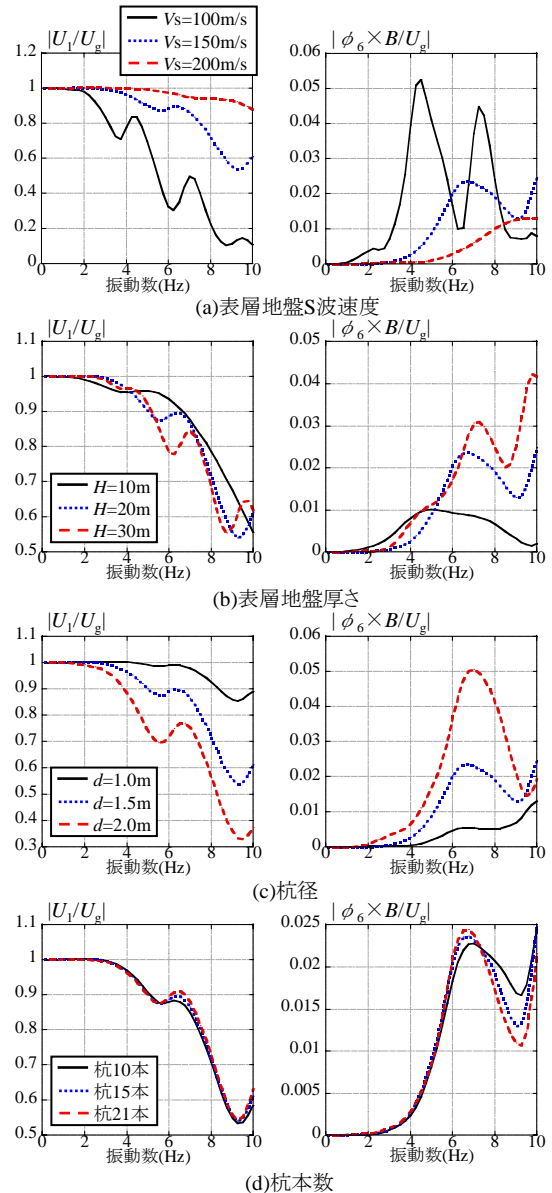 |U1/Ug|
Vs=100m/s
Vs=150m/s
Vs=200m/s
|ϕ6×B/Ug|
1.2
1
0.8
0.6
0.4
0.2
0
0 2 4 6 8 10
振動数(Hz)
0.06
0.05
0.04
0.03
0.02
0.01
0
0 2 4 6 8 10
振動数(Hz)
(a)表層地盤S波速度
|U1/Ug|
1.1
1
0.9
0.8
0.7
0.6
0.5
H=10m
H=20m
H=30m
0 2 4 6 8 10
振動数(Hz)
|ϕ6×B/Ug|
0.05
0.04
0.03
0.02
0.01
0
0 2 4 6 8 10
振動数(Hz)
(b)表層地盤厚さ
|U1/Ug|
1.1
1
0.9
0.8
0.7
0.6
0.5
0.4
0.3
d=1.0m
d=1.5m
d=2.0m
0 2 4 6 8 10
振動数(Hz)
|ϕ6×B/Ug|
0.06
0.05
0.04
0.03
0.02
0.01
0
0 2 4 6 8 10
振動数(Hz)
(c)杭径
|U1/Ug|
1.1
1
0.9
0.8
0.7
0.6
0.5
杭10本
杭15本
杭21本
0 2 4 6 8 10
振動数(Hz)
|ϕ6×B/Ug|
0.025
0.02
0.015
0.01
0.005
0
0 2 4 6 8 10
振動数(Hz)
(d)杭本数